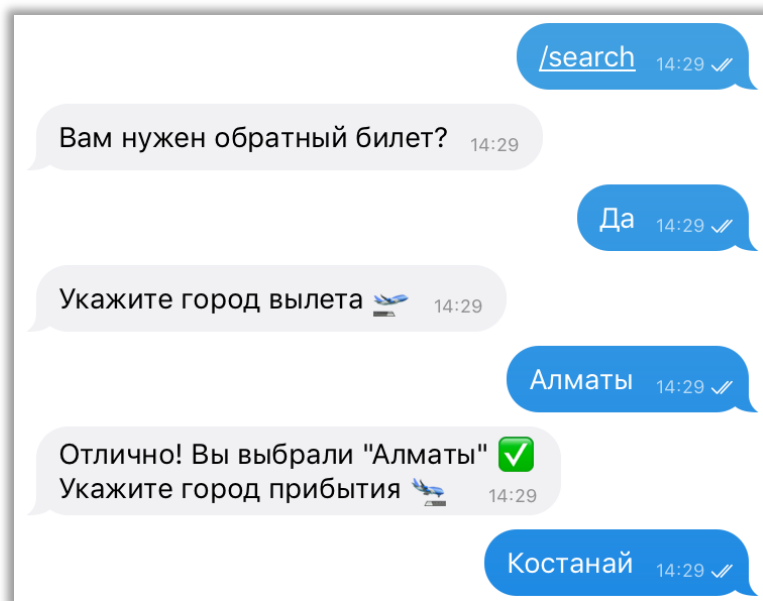 /search 14:29
Вам нужен обратный билет? 14:29
Да 14:29
Укажите город вылета 🛫 14:29
Алматы 14:29
Отлично! Вы выбрали "Алматы" ✅
Укажите город прибытия 🛬 14:29
Костанай 14:29